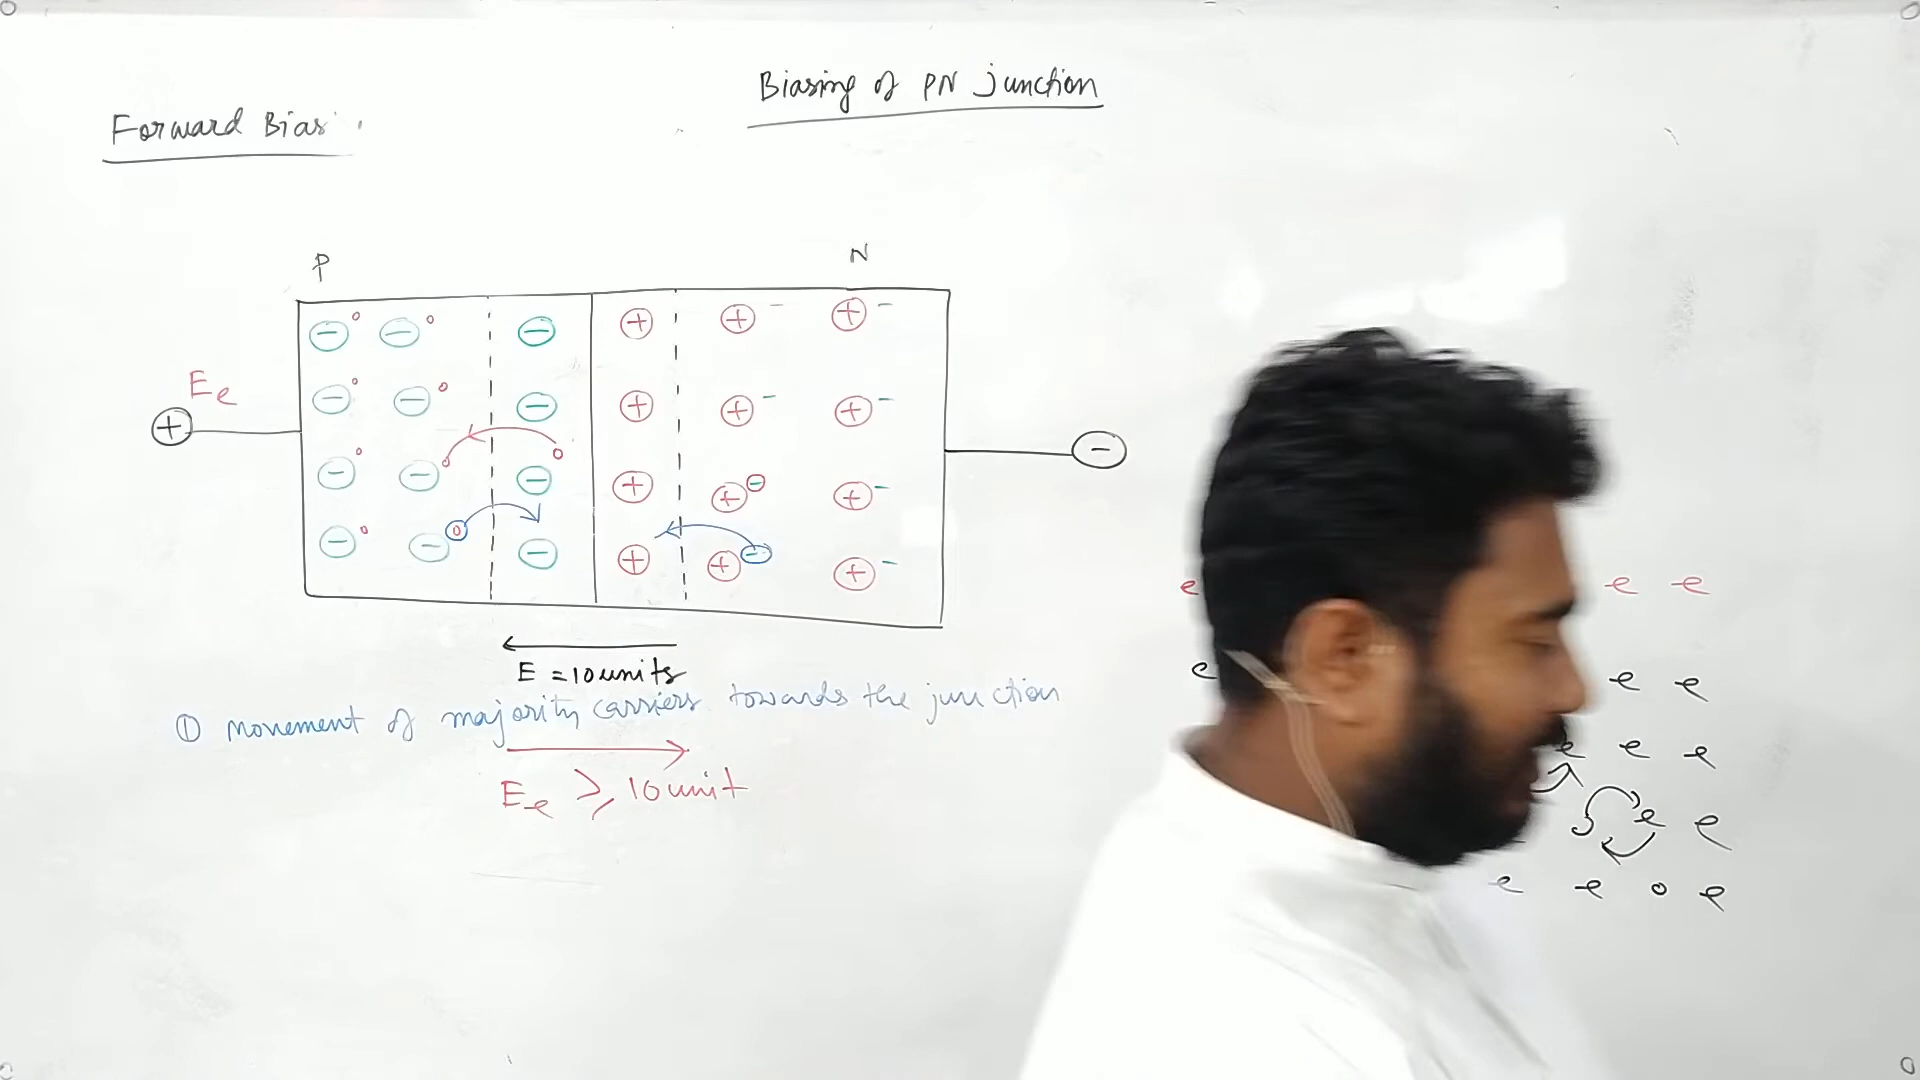 Biasing of PN junction
Forward Bias
P
N
Ee
E = 10 units
① movement of majority carriers towards the junction
Ee ⩾ 10 unit
e e e
e e e
e e e
e e
e e o e